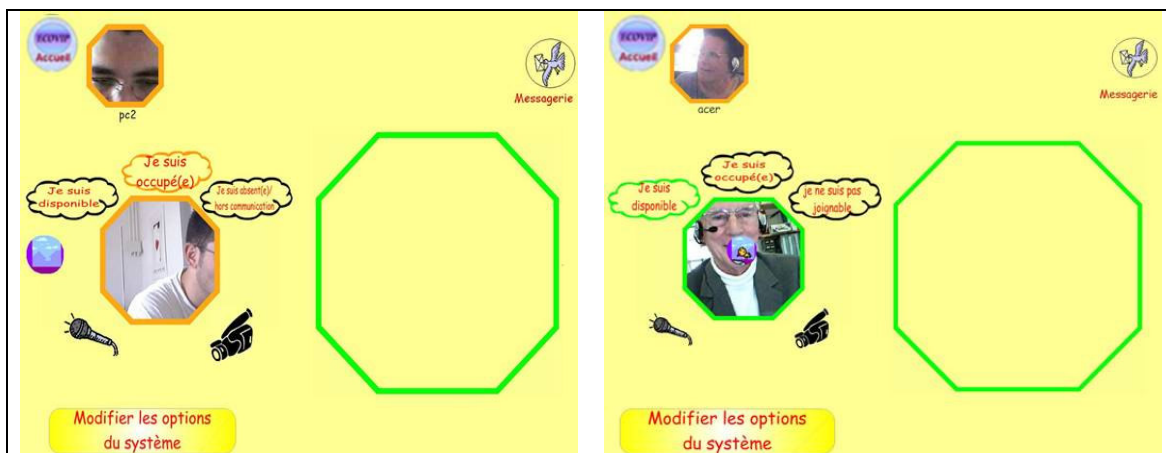 ECOVIP
Accueil
pc2
Messagerie
Je suis
occupé(e)
Je suis
disponible
Je suis absent(e)/
hors communication
Modifier les options
du système
ECOVIP
Accueil
acer
Messagerie
Je suis
occupé(e)
Je suis
disponible
je ne suis pas
joignable
Modifier les options
du système